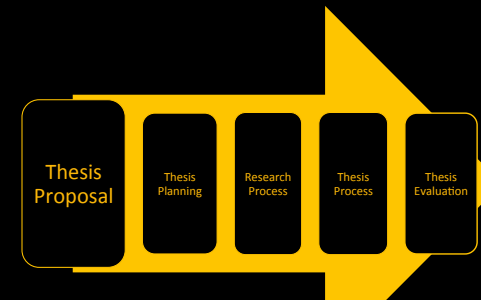 Thesis
Proposal
Thesis
Planning
Research
Process
Thesis
Process
Thesis
Evaluation